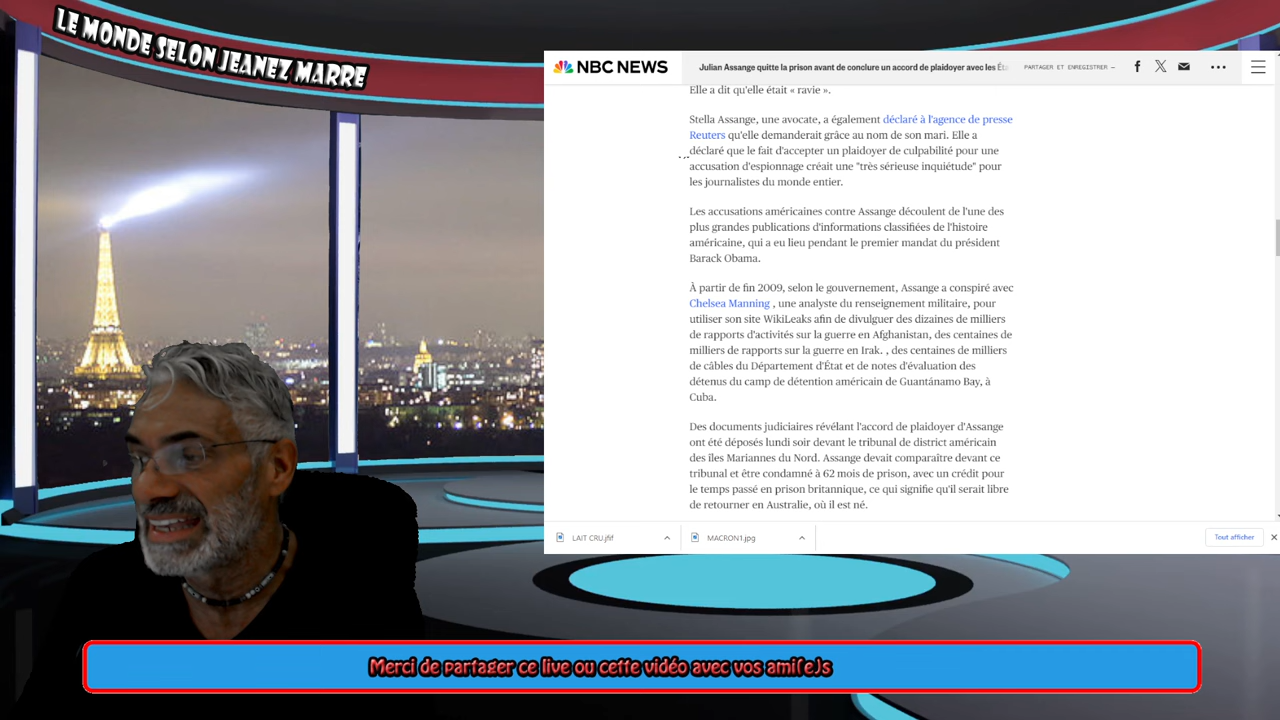 LE MONDE SELON JEANEZ MARRE
NBC NEWS
Julian Assange quitte la prison avant de conclure un accord de plaidoyer avec les
PARTAGER ET ENREGISTRER —
Elle a dit qu'elle était « ravie ».
Stella Assange, une avocate, a également déclaré à l'agence de presse
Reuters qu'elle demanderait grâce au nom de son mari. Elle a
déclaré que le fait d'accepter un plaidoyer de culpabilité pour une
accusation d'espionnage créait une "très sérieuse inquiétude" pour
les journalistes du monde entier.
Les accusations américaines contre Assange découlent de l'une des
plus grandes publications d'informations classifiées de l'histoire
américaine, qui a eu lieu pendant le premier mandat du président
Barack Obama.
À partir de fin 2009, selon le gouvernement, Assange a conspiré avec
Chelsea Manning , une analyste du renseignement militaire, pour
utiliser son site WikiLeaks afin de divulguer des dizaines de milliers
de rapports d'activités sur la guerre en Afghanistan, des centaines de
milliers de rapports sur la guerre en Irak. , des centaines de milliers
de câbles du Département d'État et de notes d'évaluation des
détenus du camp de détention américain de Guantánamo Bay, à
Cuba.
Des documents judiciaires révélant l'accord de plaidoyer d'Assange
ont été déposés lundi soir devant le tribunal de district américain
des îles Mariannes du Nord. Assange devait comparaître devant ce
tribunal et être condamné à 62 mois de prison, avec un crédit pour
le temps passé en prison britannique, ce qui signifie qu'il serait libre
de retourner en Australie, où il est né.
LAIT CRU.jfif
MACRON1.jpg
Tout afficher
Merci de partager ce live ou cette vidéo avec vos ami(e)s